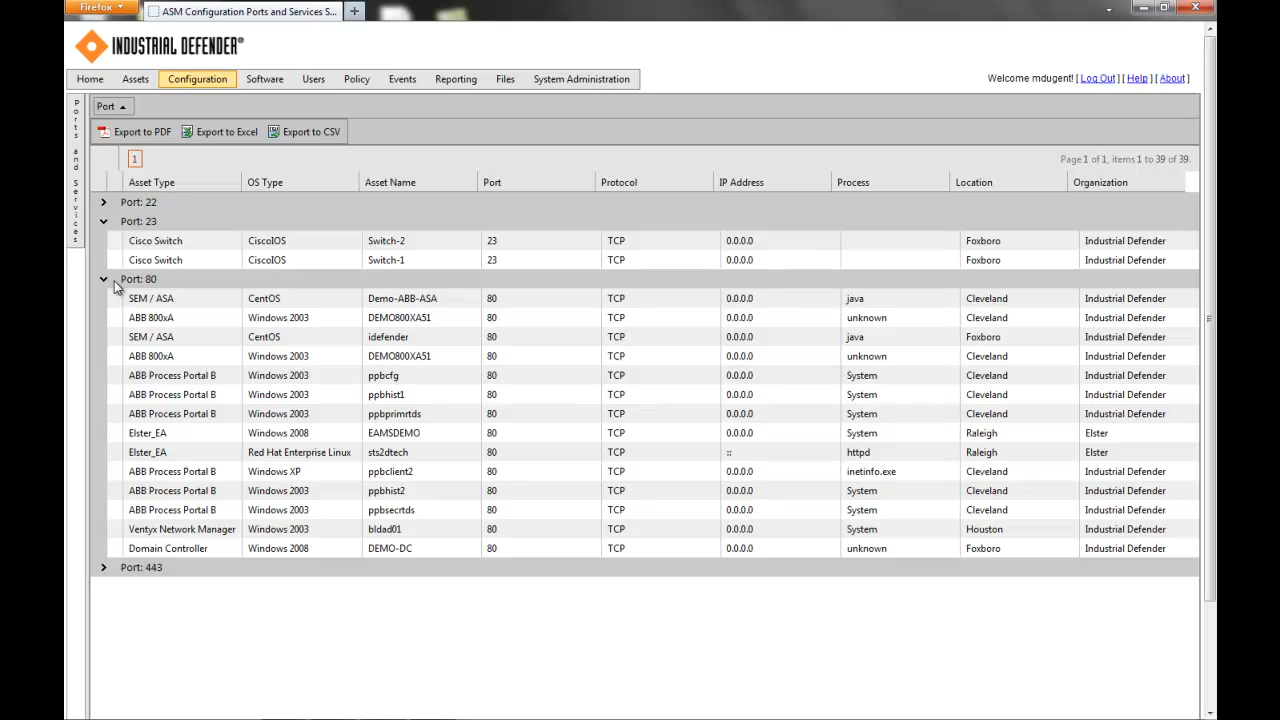 Firefox
ASM Configuration Ports and Services S...
INDUSTRIAL DEFENDER®
Home Assets Configuration Software Users Policy Events Reporting Files System Administration
Welcome mdugent! [ Log Out ] [ Help ] [ About ]
Ports and Services
Port
Export to PDF Export to Excel Export to CSV
1 Page 1 of 1, items 1 to 39 of 39.
Asset Type OS Type Asset Name Port Protocol IP Address Process Location Organization
Port: 22
Port: 23
Cisco Switch CiscoIOS Switch-2 23 TCP 0.0.0.0 Foxboro Industrial Defender
Cisco Switch CiscoIOS Switch-1 23 TCP 0.0.0.0 Foxboro Industrial Defender
Port: 80
SEM / ASA CentOS Demo-ABB-ASA 80 TCP 0.0.0.0 java Cleveland Industrial Defender
ABB 800xA Windows 2003 DEMO800XA51 80 TCP 0.0.0.0 unknown Cleveland Industrial Defender
SEM / ASA CentOS idefender 80 TCP 0.0.0.0 java Foxboro Industrial Defender
ABB 800xA Windows 2003 DEMO800XA51 80 TCP 0.0.0.0 unknown Cleveland Industrial Defender
ABB Process Portal B Windows 2003 ppbcfg 80 TCP 0.0.0.0 System Cleveland Industrial Defender
ABB Process Portal B Windows 2003 ppbhist1 80 TCP 0.0.0.0 System Cleveland Industrial Defender
ABB Process Portal B Windows 2003 ppbprimrtds 80 TCP 0.0.0.0 System Cleveland Industrial Defender
Elster_EA Windows 2008 EAMSDEMO 80 TCP 0.0.0.0 System Raleigh Elster
Elster_EA Red Hat Enterprise Linux sts2dtech 80 TCP :: httpd Raleigh Elster
ABB Process Portal B Windows XP ppbclient2 80 TCP 0.0.0.0 inetinfo.exe Cleveland Industrial Defender
ABB Process Portal B Windows 2003 ppbhist2 80 TCP 0.0.0.0 System Cleveland Industrial Defender
ABB Process Portal B Windows 2003 ppbsecrtds 80 TCP 0.0.0.0 System Cleveland Industrial Defender
Ventyx Network Manager Windows 2003 bldad01 80 TCP 0.0.0.0 System Houston Industrial Defender
Domain Controller Windows 2008 DEMO-DC 80 TCP 0.0.0.0 unknown Foxboro Industrial Defender
Port: 443